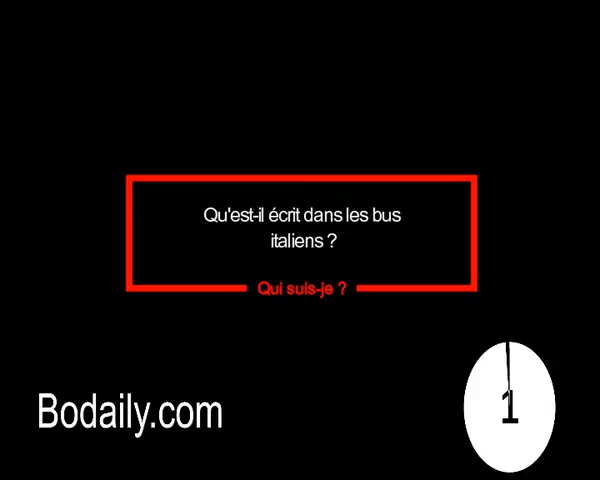 Qu'est-il écrit dans les bus
italiens ?
Qui suis-je ?
Bodaily.com
1